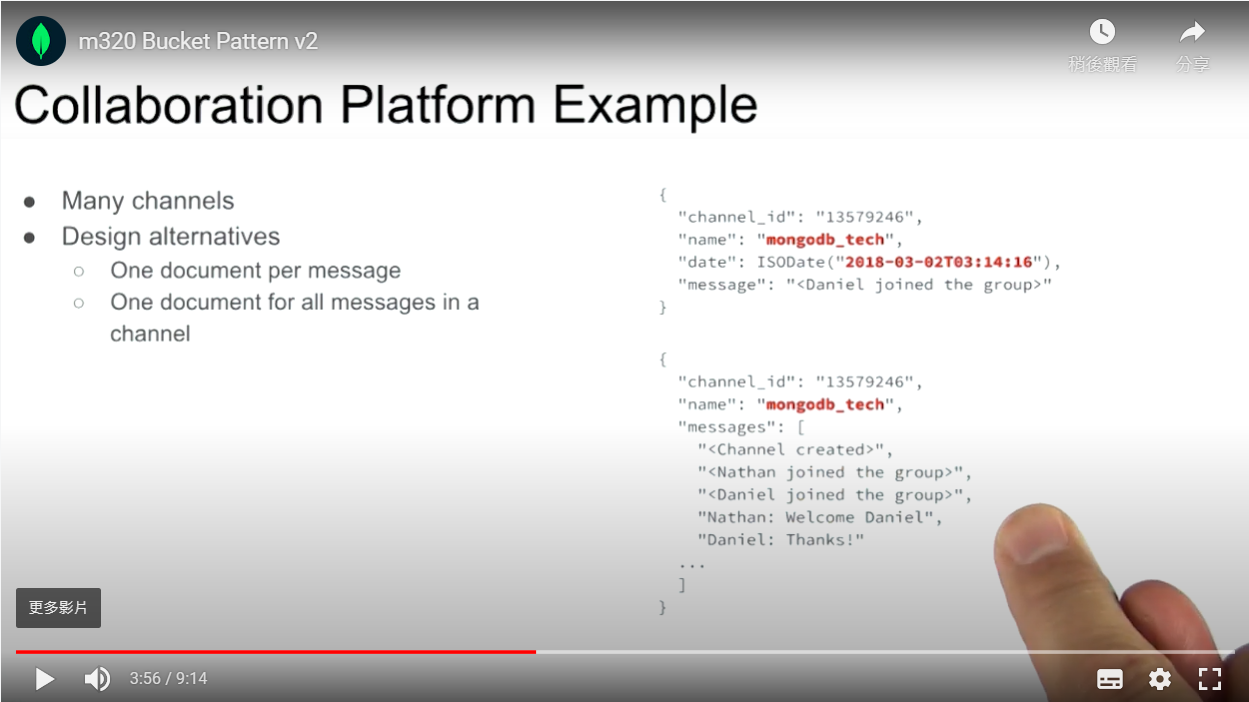 m320 Bucket Pattern v2
稍後觀看
分享
Collaboration Platform Example
● Many channels
● Design alternatives
○ One document per message
○ One document for all messages in a
channel
{
"channel_id": "13579246",
"name": "mongodb_tech",
"date": ISODate("2018-03-02T03:14:16"),
"message": "<Daniel joined the group>"
}
{
"channel_id": "13579246",
"name": "mongodb_tech",
"messages": [
"<Channel created>",
"<Nathan joined the group>",
"<Daniel joined the group>",
"Nathan: Welcome Daniel",
"Daniel: Thanks!"
...
]
}
更多影片
3:56 / 9:14